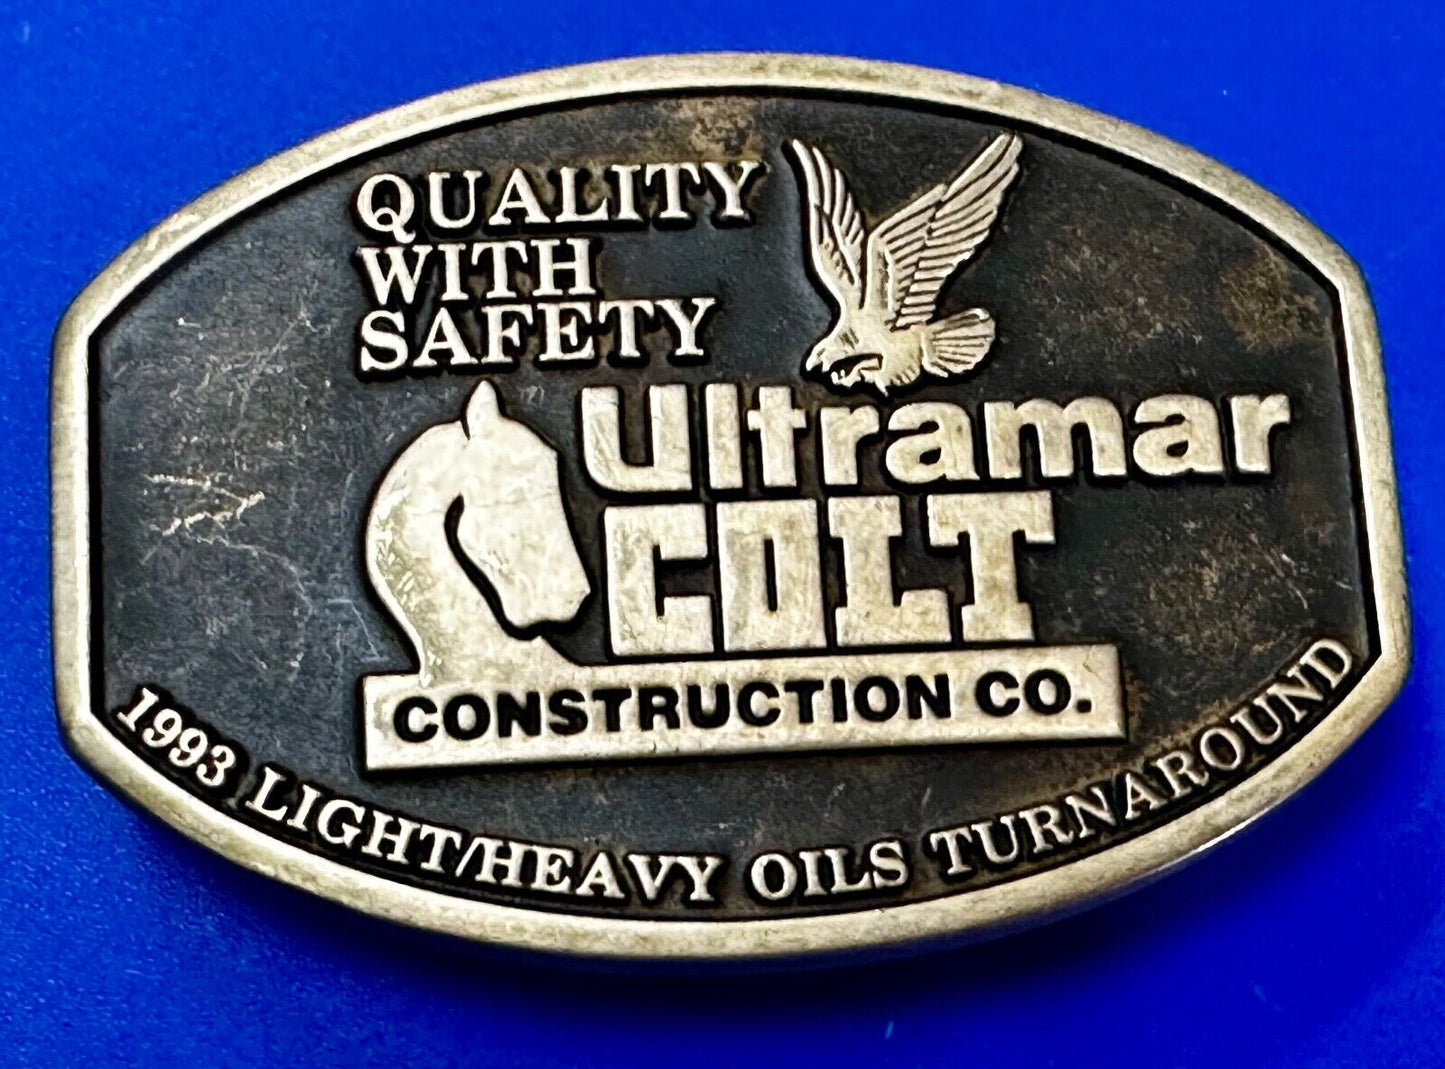 QUALITY
WITH
SAFETY
Ultramar
COLT
CONSTRUCTION CO.
1993 LIGHT/HEAVY OILS TURNAROUND